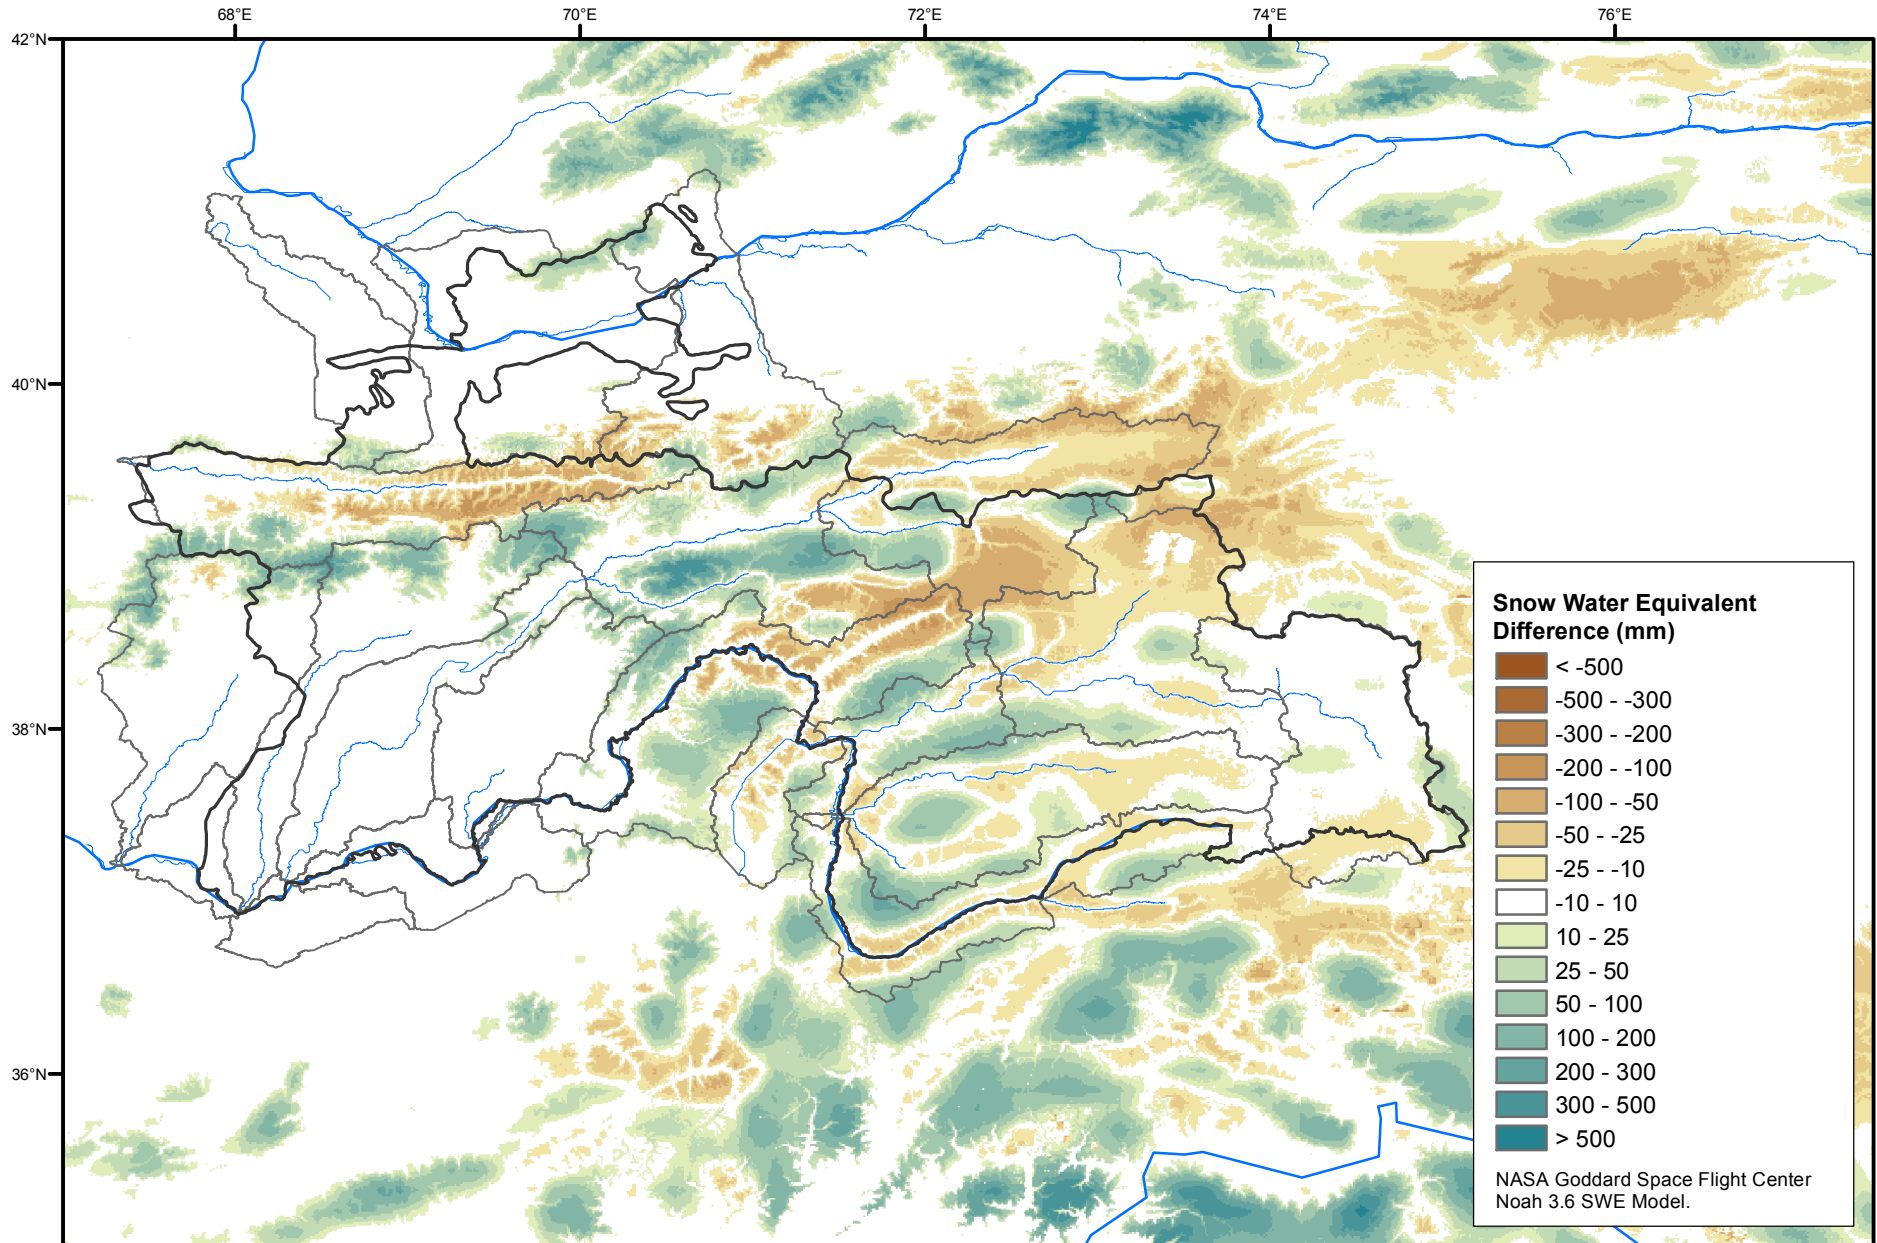 68°E 70°E 72°E 74°E 76°E
42°N
40°N
38°N
36°N
Snow Water Equivalent
Difference (mm)
< -500
-500 - -300
-300 - -200
-200 - -100
-100 - -50
-50 - -25
-25 - -10
-10 - 10
10 - 25
25 - 50
50 - 100
100 - 200
200 - 300
300 - 500
> 500
NASA Goddard Space Flight Center
Noah 3.6 SWE Model.